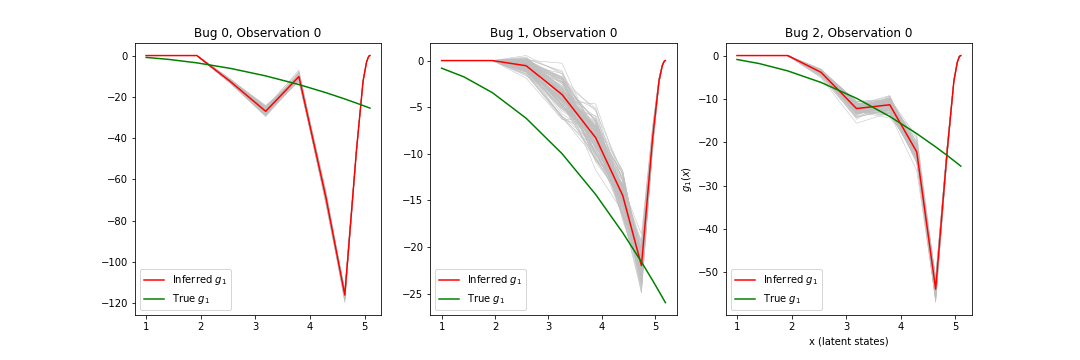 Bug 0, Observation 0
0
−20
−40
−60
−80
−100
−120
1 2 3 4 5
Inferred g₁
True g₁
Bug 1, Observation 0
0
−5
−10
−15
−20
−25
1 2 3 4 5
Inferred g₁
True g₁
Bug 2, Observation 0
g₁(x)
0
−10
−20
−30
−40
−50
1 2 3 4 5
x (latent states)
Inferred g₁
True g₁